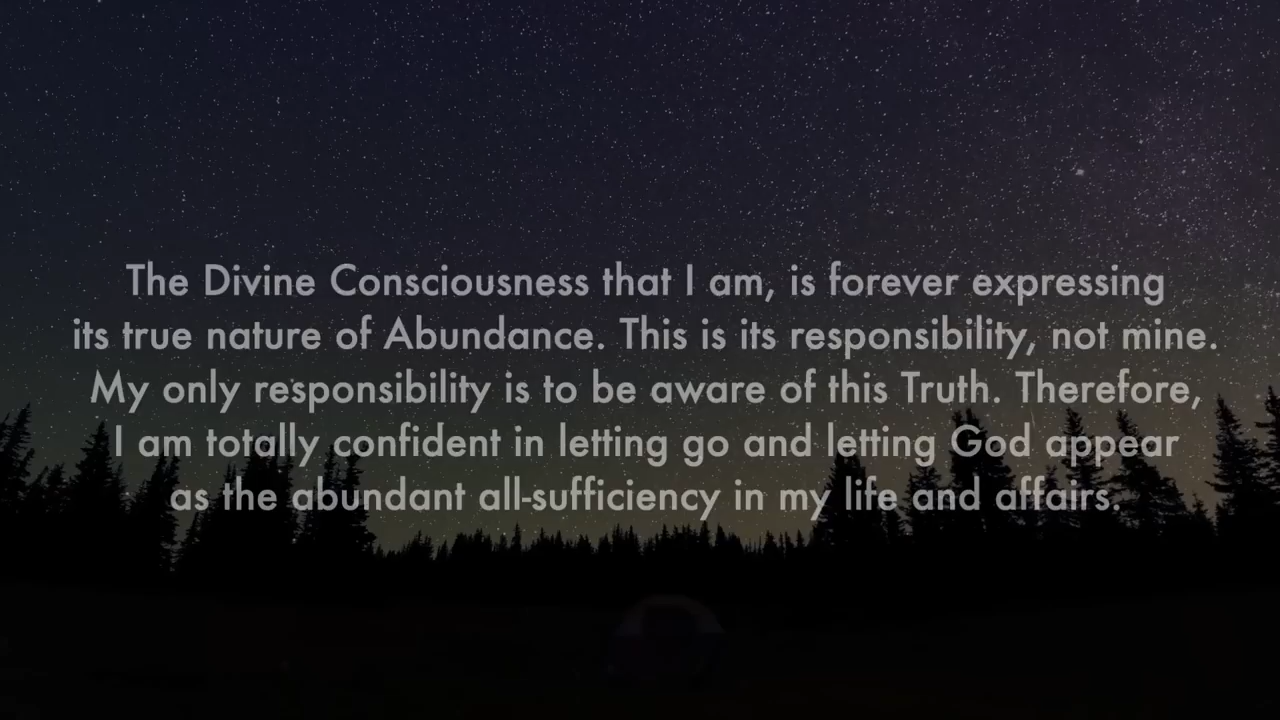 The Divine Consciousness that I am, is forever expressing
its true nature of Abundance. This is its responsibility, not mine.
My only responsibility is to be aware of this Truth. Therefore,
I am totally confident in letting go and letting God appear
as the abundant all-sufficiency in my life and affairs.